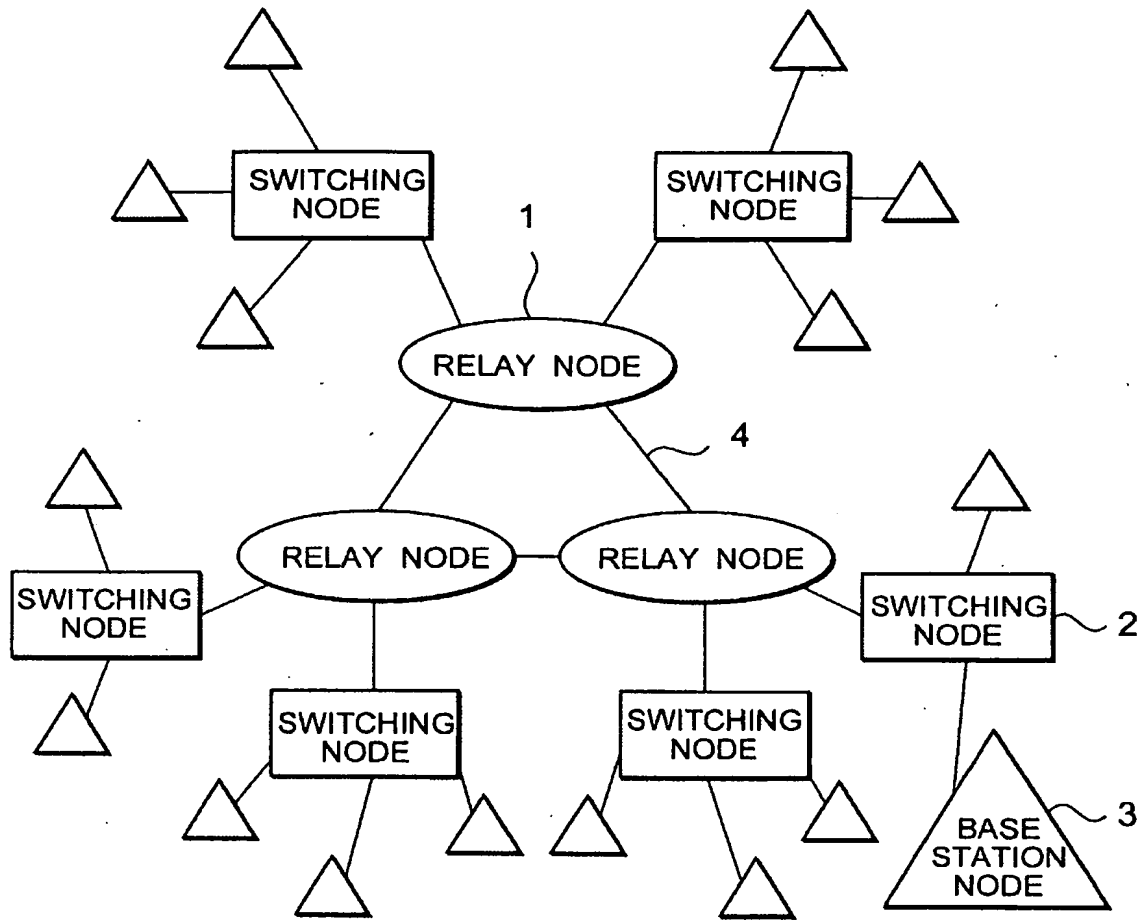 SWITCHING
NODE
SWITCHING
NODE
1
RELAY NODE
4
RELAY NODE
RELAY NODE
SWITCHING
NODE
SWITCHING
NODE
2
SWITCHING
NODE
SWITCHING
NODE
BASE
STATION
NODE
3